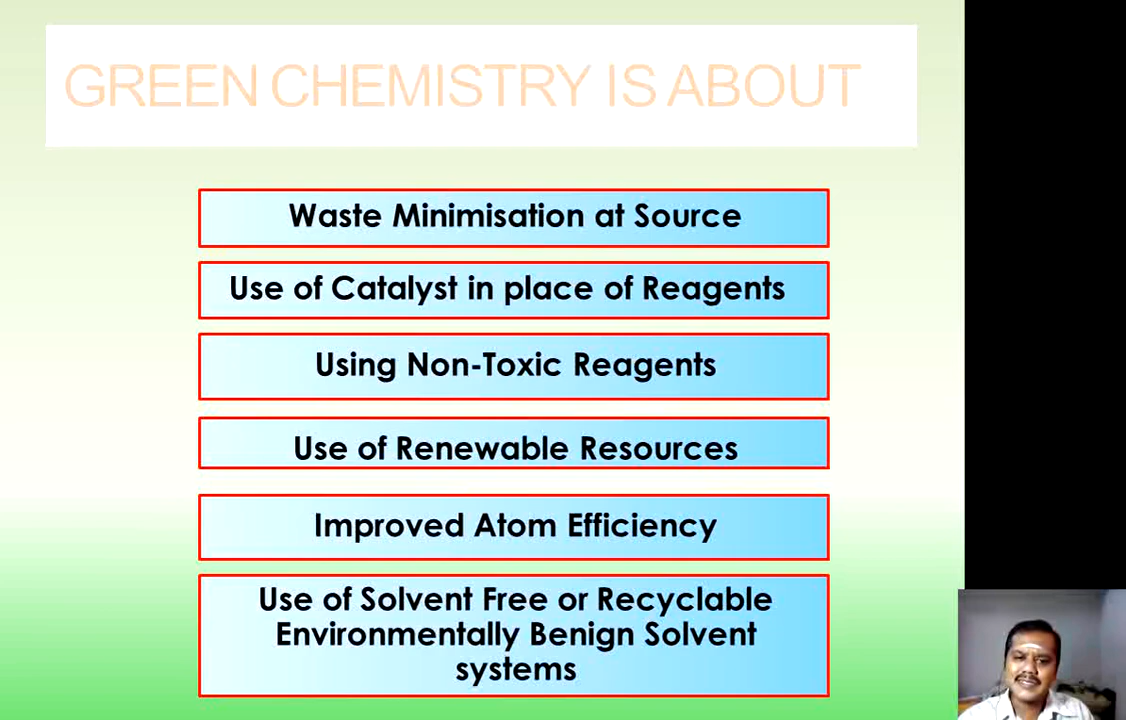 GREEN CHEMISTRY IS ABOUT
Waste Minimisation at Source
Use of Catalyst in place of Reagents
Using Non-Toxic Reagents
Use of Renewable Resources
Improved Atom Efficiency
Use of Solvent Free or Recyclable
Environmentally Benign Solvent
systems